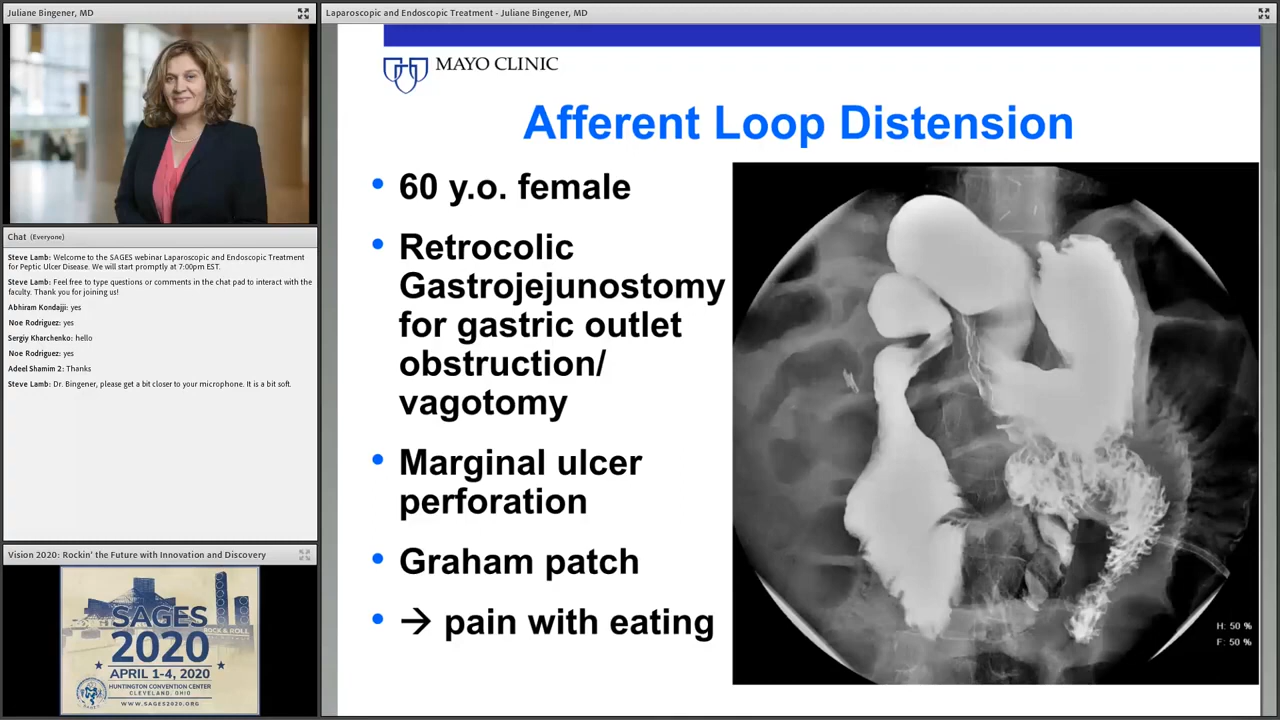 Juliane Bingener, MD
Laparoscopic and Endoscopic Treatment - Juliane Bingener, MD
MAYO CLINIC
Afferent Loop Distension
• 60 y.o. female
• Retrocolic
Gastrojejunostomy
for gastric outlet
obstruction/
vagotomy
• Marginal ulcer
perforation
• Graham patch
• → pain with eating
H: 50 %
F: 50 %
Chat (Everyone)
Steve Lamb: Welcome to the SAGES webinar Laparoscopic and Endoscopic Treatment
for Peptic Ulcer Disease. We will start promptly at 7:00pm EST.
Steve Lamb: Feel free to type questions or comments in the chat pad to interact with the
faculty. Thank you for joining us!
Abhiram Kondajji: yes
Noe Rodriguez: yes
Sergiy Kharchenko: hello
Noe Rodriguez: yes
Adeel Shamim 2: Thanks
Steve Lamb: Dr. Bingener, please get a bit closer to your microphone. It is a bit soft.
Vision 2020: Rockin' the Future with Innovation and Discovery
SAGES
ROCK & ROLL
2020
APRIL 1-4, 2020
HUNTINGTON CONVENTION CENTER
CLEVELAND, OHIO
WWW.SAGES2020.ORG